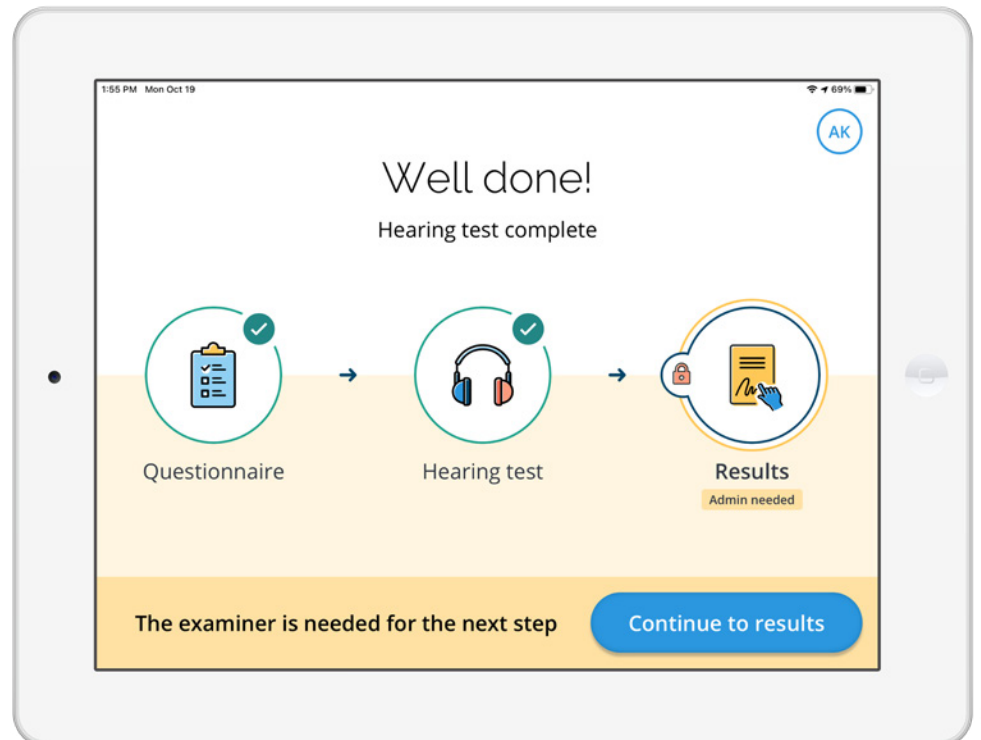 1:55 PM Mon Oct 19
69%
AK
Well done!
Hearing test complete
Questionnaire
Hearing test
Results
Admin needed
The examiner is needed for the next step
Continue to results